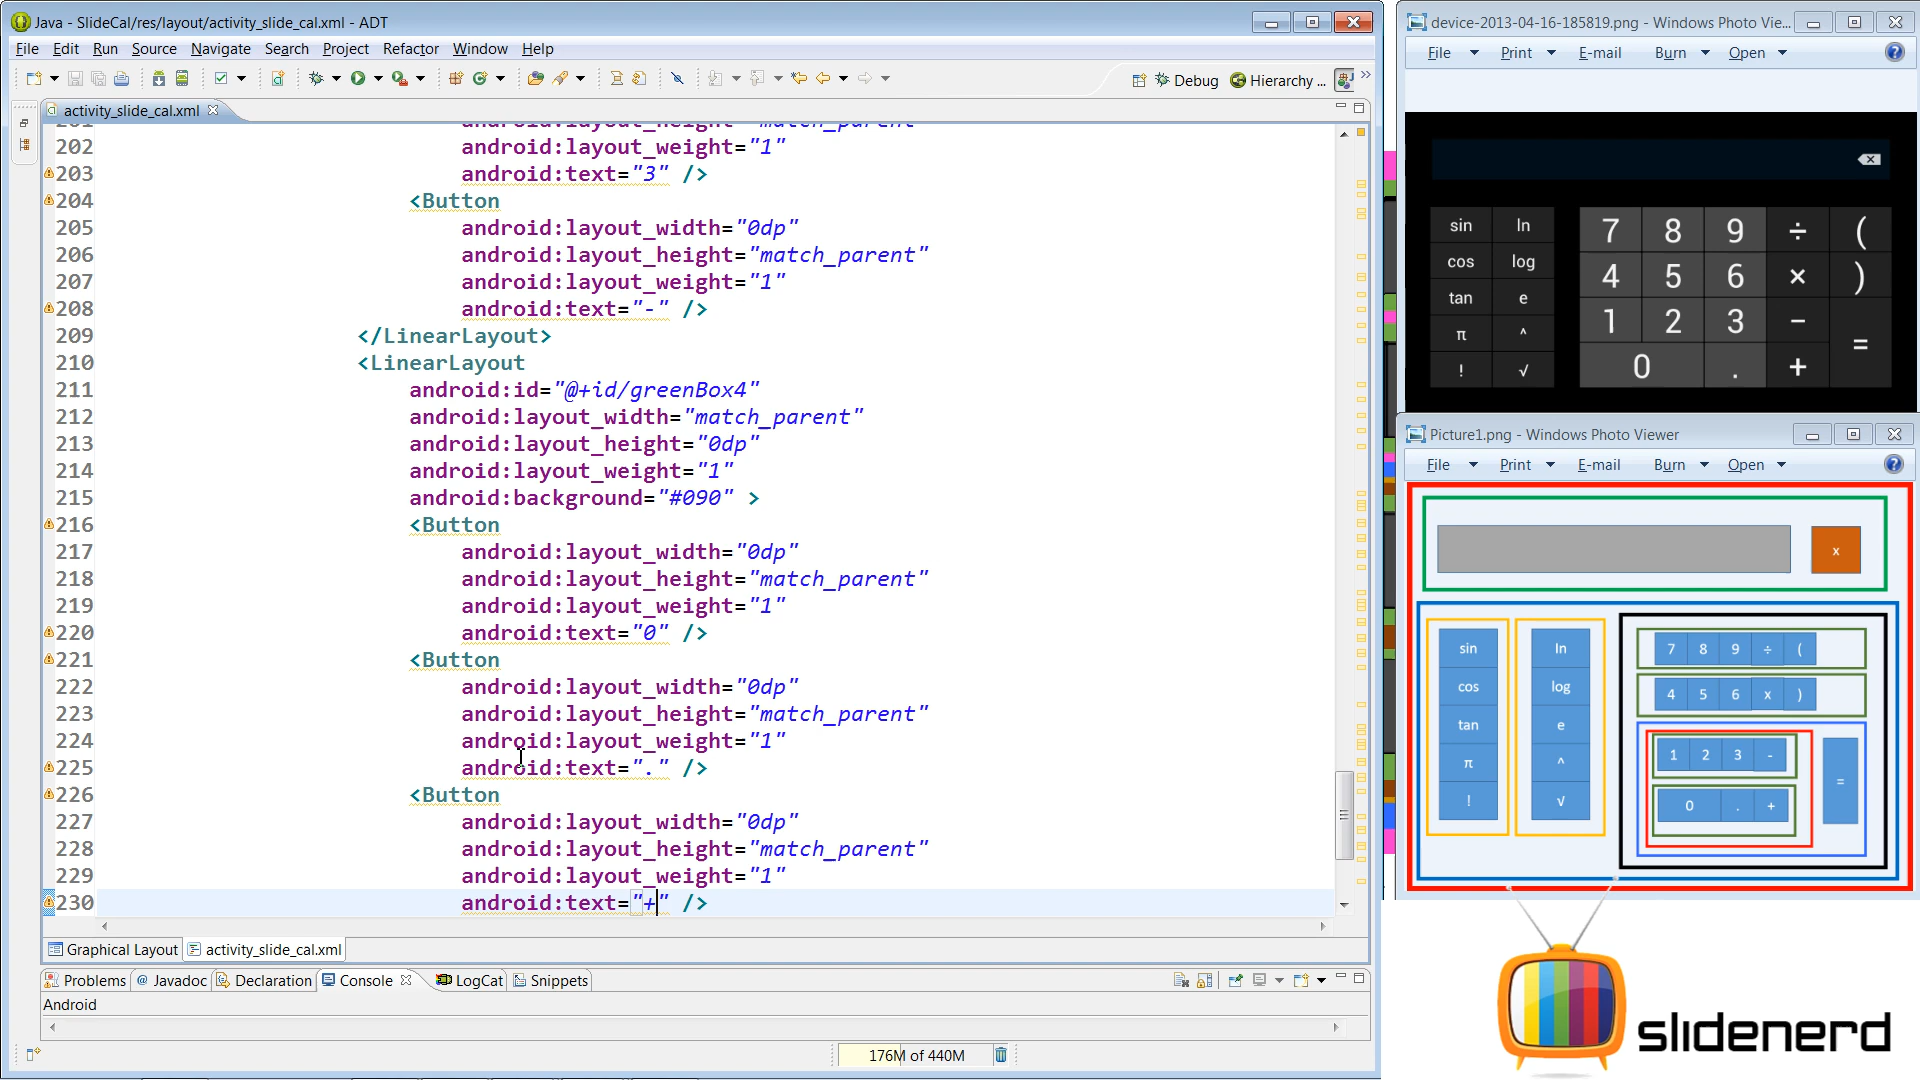 Java - SlideCal/res/layout/activity_slide_cal.xml - ADT
File Edit Run Source Navigate Search Project Refactor Window Help
Debug Hierarchy ...
activity_slide_cal.xml
201 android:layout_height="match_parent"
202 android:layout_weight="1"
203 android:text="3" />
204 <Button
205 android:layout_width="0dp"
206 android:layout_height="match_parent"
207 android:layout_weight="1"
208 android:text="-" />
209 </LinearLayout>
210 <LinearLayout
211 android:id="@+id/greenBox4"
212 android:layout_width="match_parent"
213 android:layout_height="0dp"
214 android:layout_weight="1"
215 android:background="#090" >
216 <Button
217 android:layout_width="0dp"
218 android:layout_height="match_parent"
219 android:layout_weight="1"
220 android:text="0" />
221 <Button
222 android:layout_width="0dp"
223 android:layout_height="match_parent"
224 android:layout_weight="1"
225 android:text="." />
226 <Button
227 android:layout_width="0dp"
228 android:layout_height="match_parent"
229 android:layout_weight="1"
230 android:text="+" />
Graphical Layout activity_slide_cal.xml
Problems @ Javadoc Declaration Console LogCat Snippets
Android
176M of 440M
device-2013-04-16-185819.png - Windows Photo Vie...
File Print E-mail Burn Open
sin ln 7 8 9 ÷ (
cos log 4 5 6 × )
tan e 1 2 3 − =
π ^ 0 . +
! √
Picture1.png - Windows Photo Viewer
File Print E-mail Burn Open
x
sin ln 7 8 9 ÷ (
cos log 4 5 6 x )
tan e 1 2 3 - =
π ^ 0 . +
! √
slidenerd